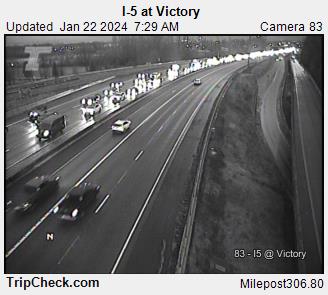 I-5 at Victory
Updated Jan 22 2024 7:29 AM Camera 83
T
N
83 - I5 @ Victory
TripCheck.com Milepost306.80